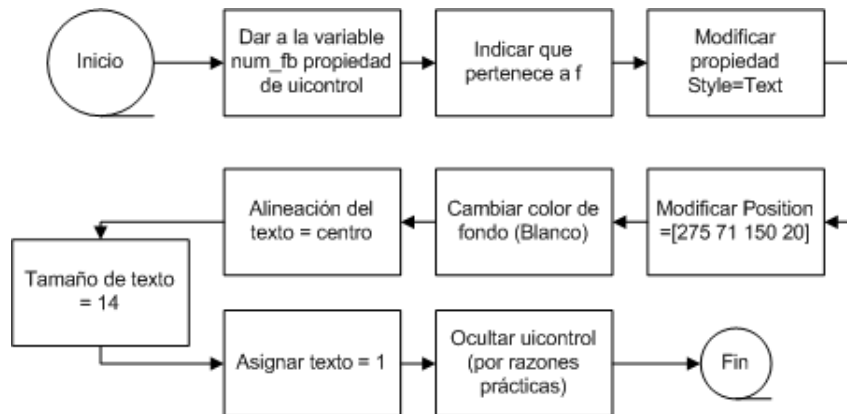 Inicio
Dar a la variable
num_fb propiedad
de uicontrol
Indicar que
pertenece a f
Modificar
propiedad
Style=Text
Modificar Position
=[275 71 150 20]
Cambiar color de
fondo (Blanco)
Alineación del
texto = centro
Tamaño de texto
= 14
Asignar texto = 1
Ocultar uicontrol
(por razones
prácticas)
Fin